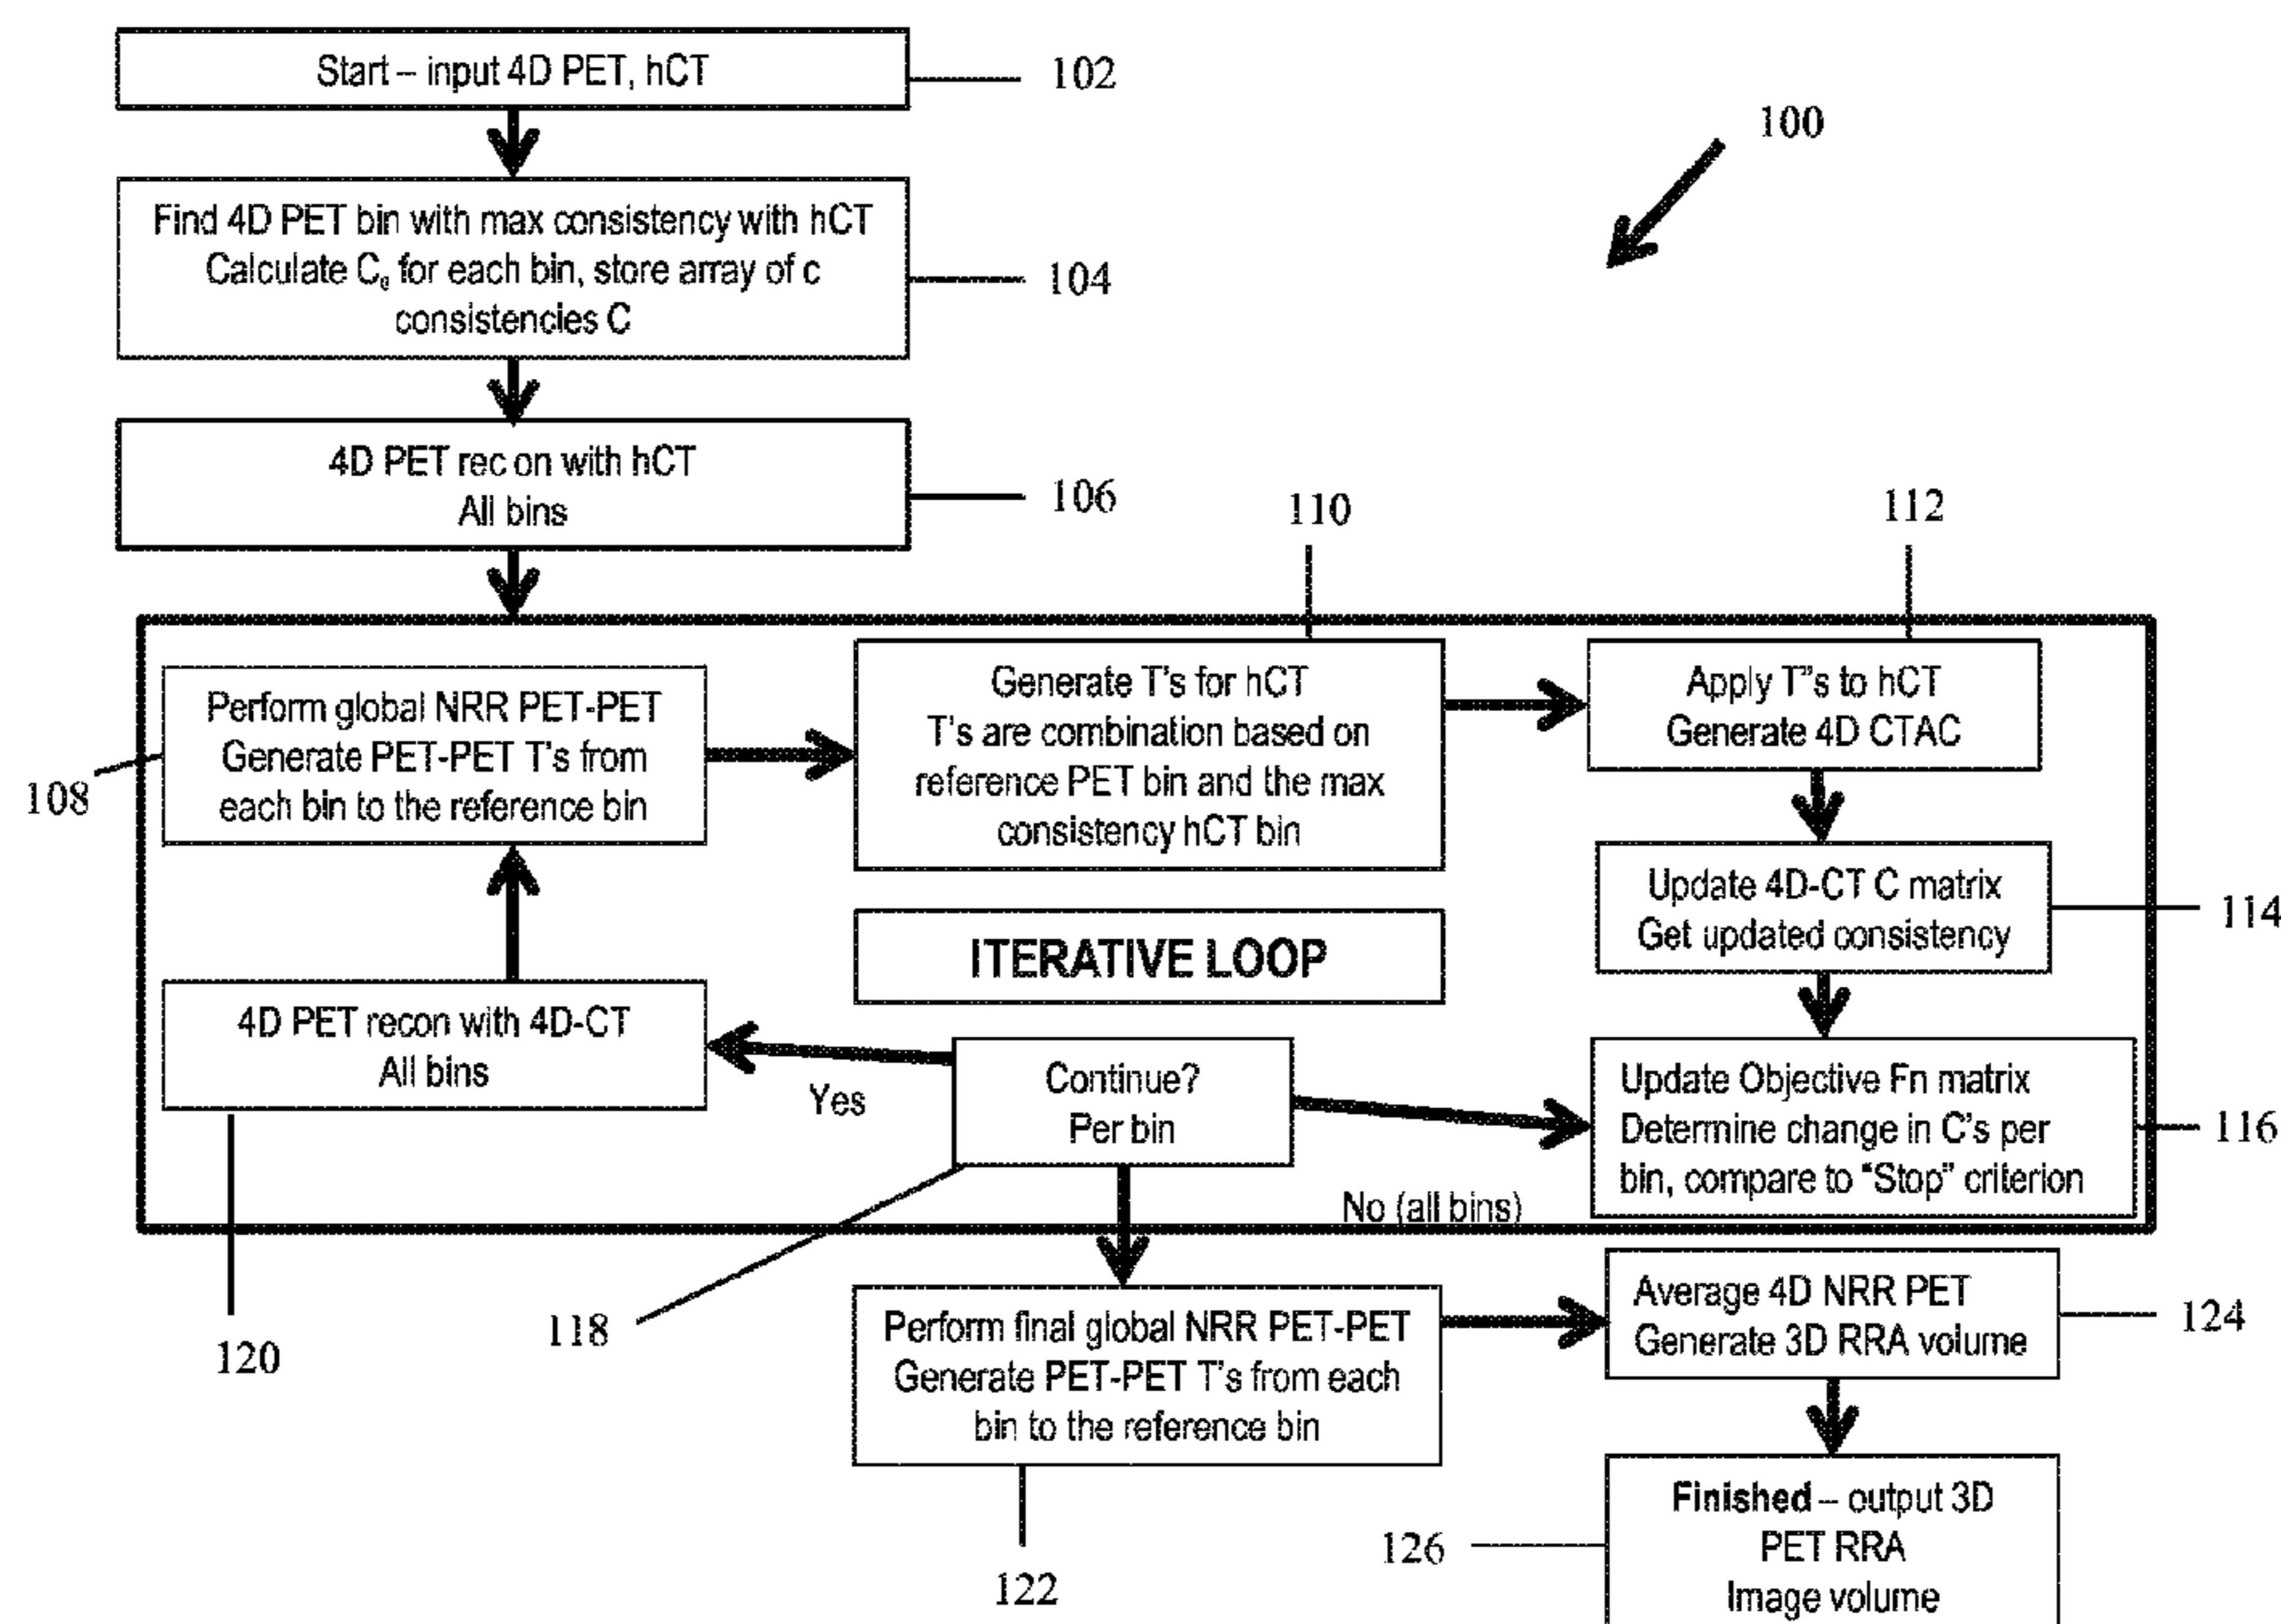 Start – input 4D PET, hCT
102
100
Find 4D PET bin with max consistency with hCT
Calculate C₀ for each bin, store array of c
consistencies C
104
4D PET rec on with hCT
All bins
106
110
112
Perform global NRR PET-PET
Generate PET-PET T's from
each bin to the reference bin
108
Generate T's for hCT
T's are combination based on
reference PET bin and the max
consistency hCT bin
Apply T"s to hCT
Generate 4D CTAC
Update 4D-CT C matrix
Get updated consistency
114
ITERATIVE LOOP
4D PET recon with 4D-CT
All bins
Yes
Continue?
Per bin
Update Objective Fn matrix
Determine change in C's per
bin, compare to “Stop” criterion
116
No (all bins)
120
118
Perform final global NRR PET-PET
Generate PET-PET T's from each
bin to the reference bin
122
Average 4D NRR PET
Generate 3D RRA volume
124
Finished – output 3D
PET RRA
Image volume
126